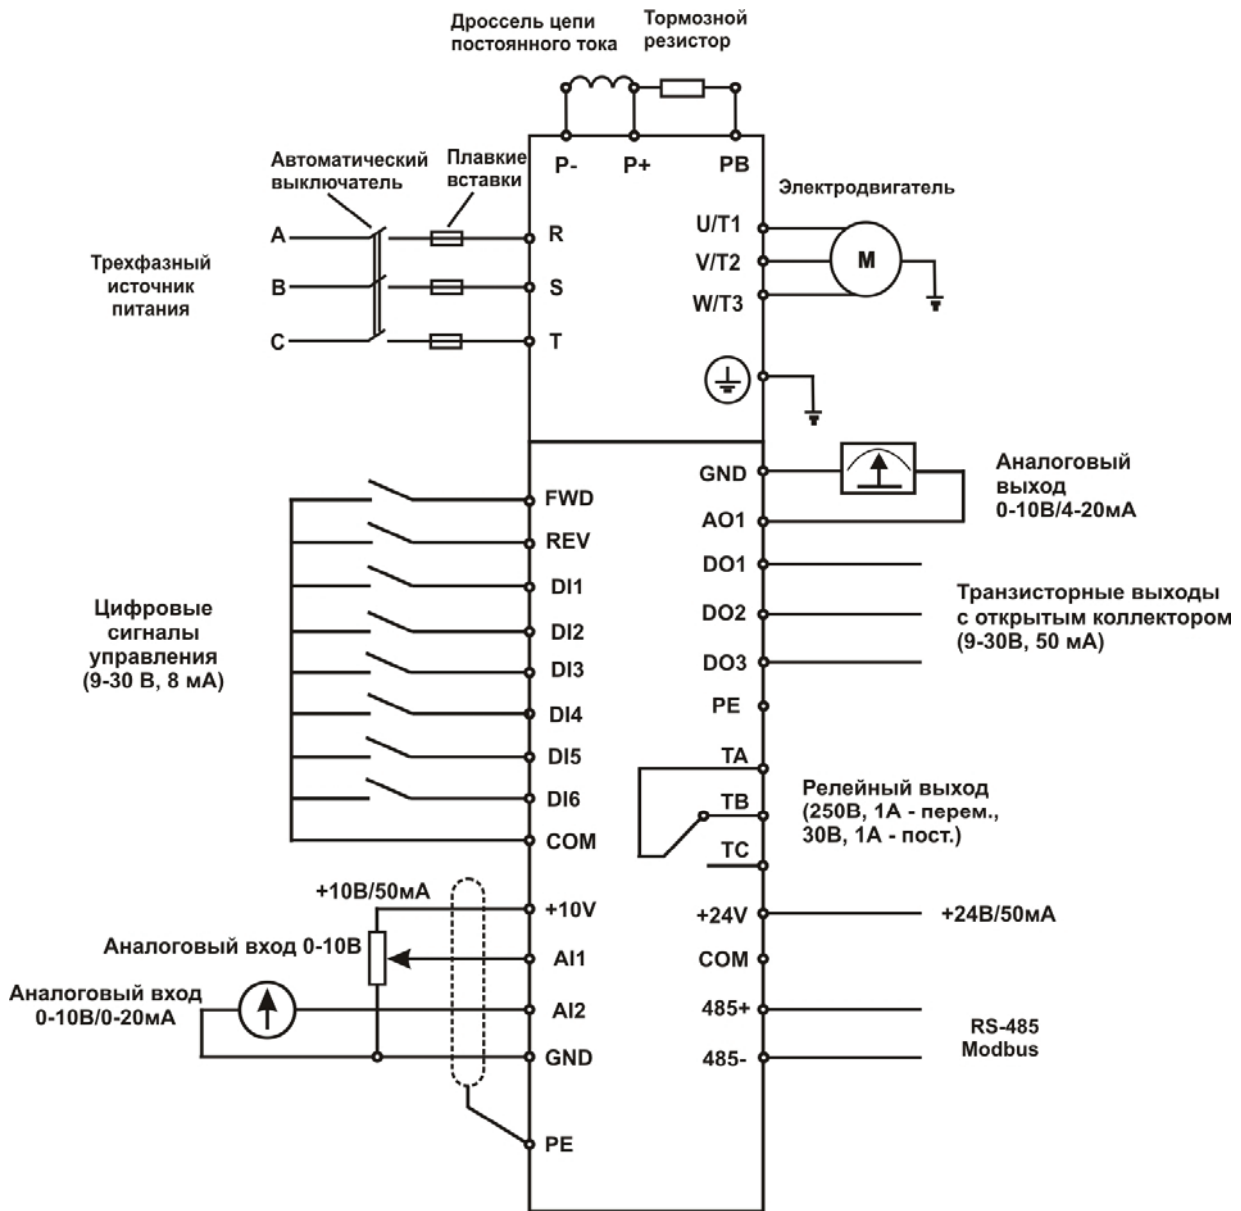 Дроссель цепи
постоянного тока
Тормозной
резистор
P-
P+
PB
Автоматический
выключатель
Плавкие
вставки
Электродвигатель
Трехфазный
источник
питания
A
B
C
R
S
T
U/T1
V/T2
W/T3
M
Цифровые
сигналы
управления
(9-30 В, 8 мА)
FWD
REV
DI1
DI2
DI3
DI4
DI5
DI6
COM
GND
AO1
DO1
DO2
DO3
PE
TA
TB
TC
+24V
COM
485+
485-
Аналоговый
выход
0-10В/4-20мА
Транзисторные выходы
с открытым коллектором
(9-30В, 50 мА)
Релейный выход
(250В, 1А - перем.,
30В, 1А - пост.)
+24В/50мА
RS-485
Modbus
+10В/50мА
Аналоговый вход 0-10В
Аналоговый вход
0-10В/0-20мА
+10V
AI1
AI2
GND
PE